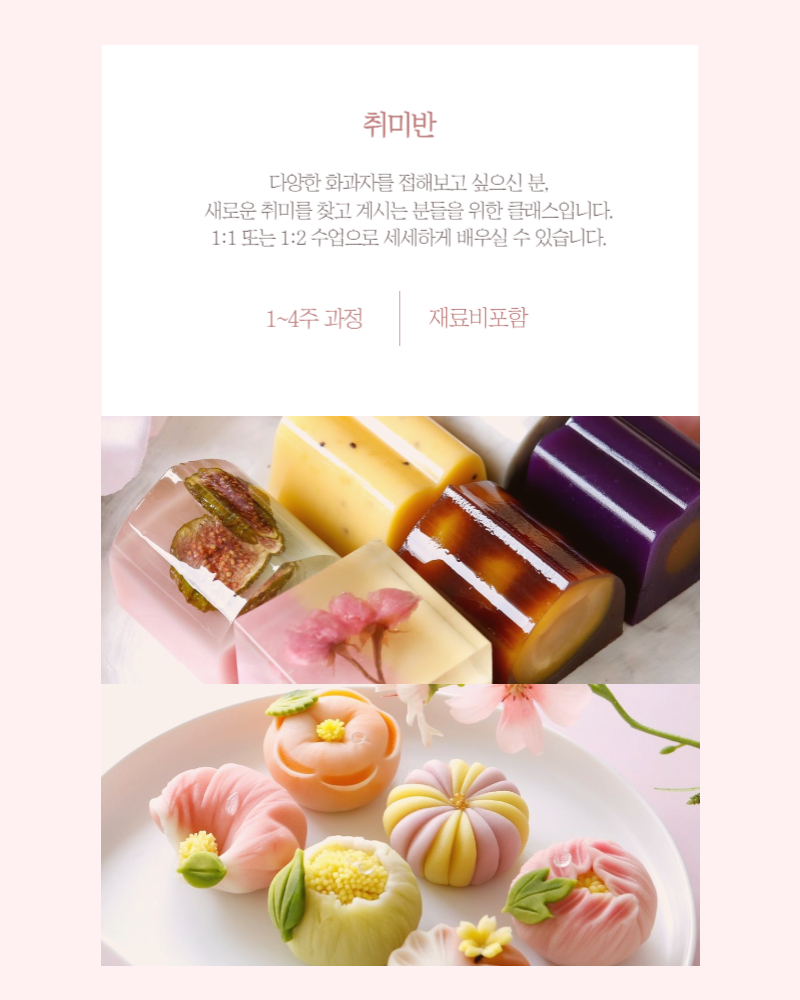 취미반
다양한 화과자를 접해보고 싶으신 분,
새로운 취미를 찾고 계시는 분들을 위한 클래스입니다.
1:1 또는 1:2 수업으로 세세하게 배우실 수 있습니다.
1~4주 과정
재료비포함